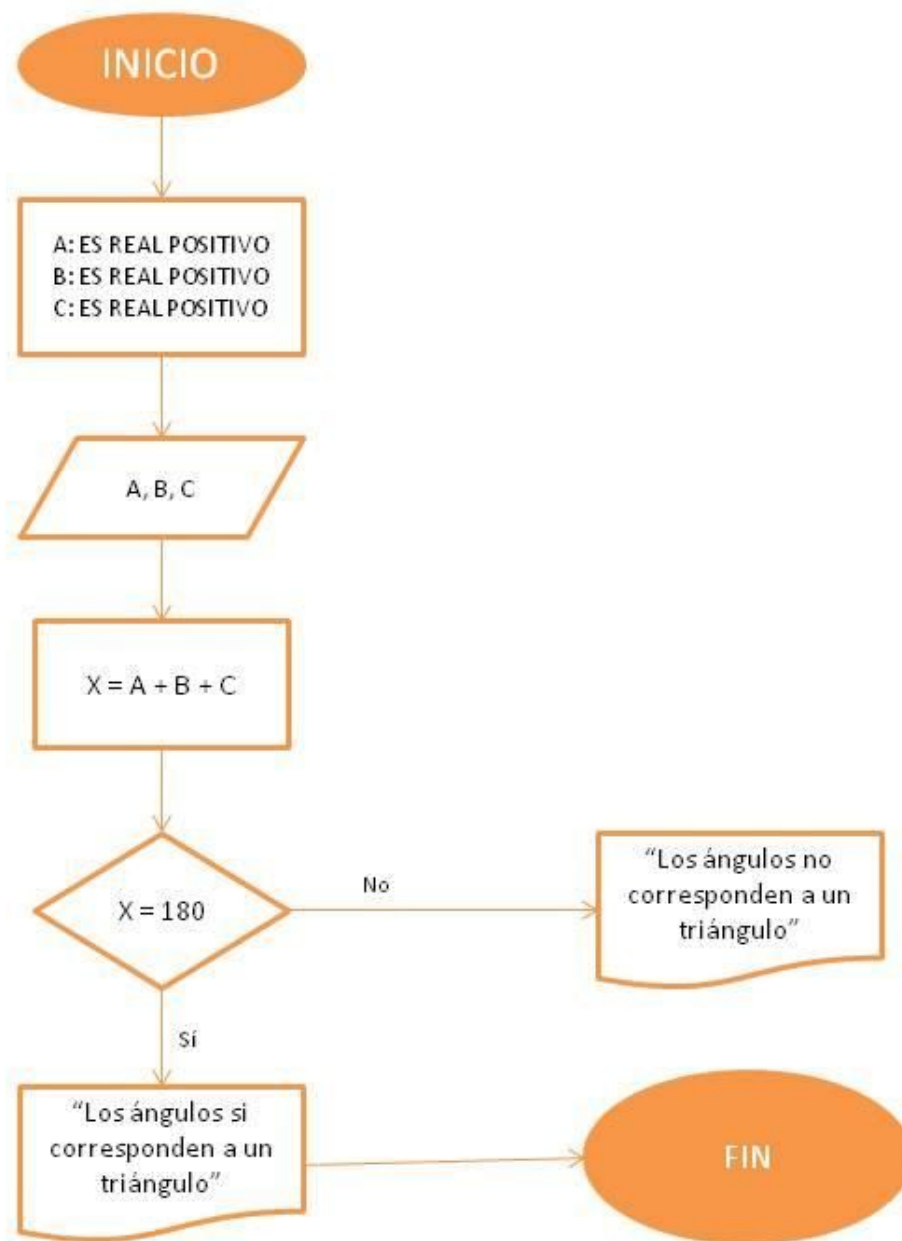 INICIO
A: ES REAL POSITIVO
B: ES REAL POSITIVO
C: ES REAL POSITIVO
A, B, C
X = A + B + C
X = 180
No
“Los ángulos no
corresponden a un
triángulo”
Sí
“Los ángulos si
corresponden a un
triángulo”
FIN